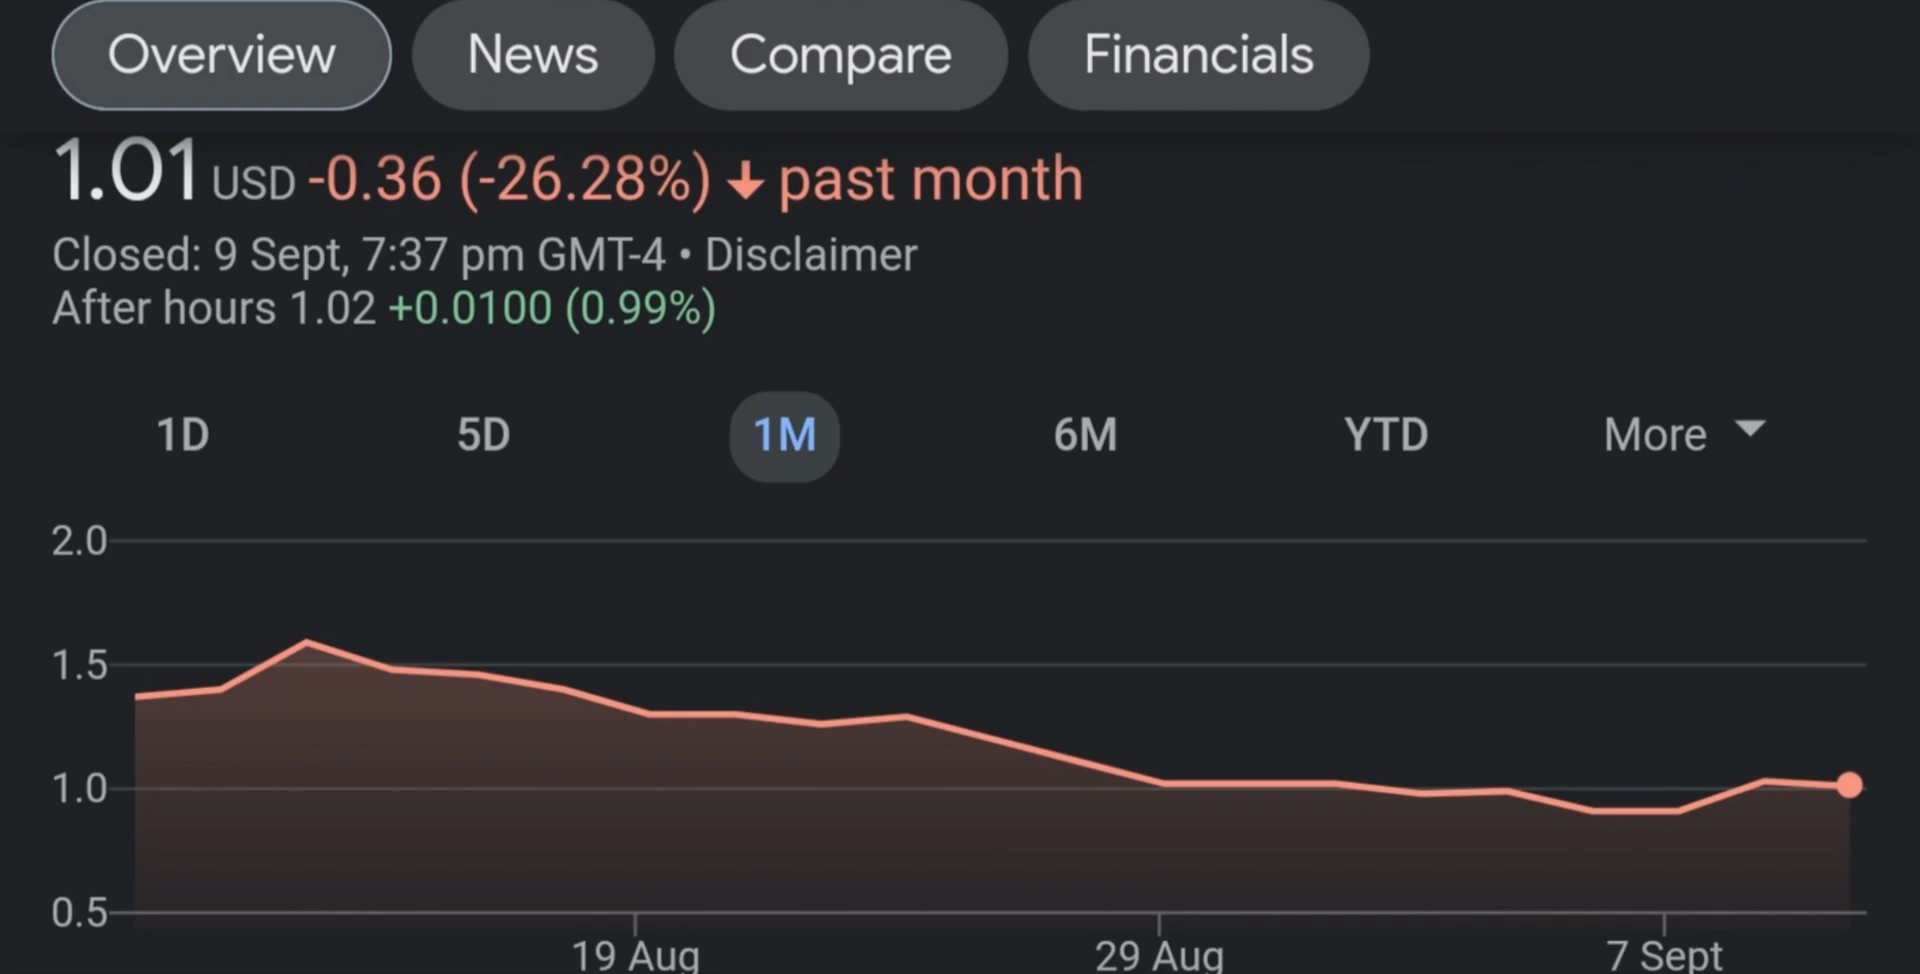 Overview News Compare Financials
1.01 USD -0.36 (-26.28%) ↓ past month
Closed: 9 Sept, 7:37 pm GMT-4 • Disclaimer
After hours 1.02 +0.0100 (0.99%)
1D 5D 1M 6M YTD More
2.0
1.5
1.0
0.5
19 Aug 29 Aug 7 Sept